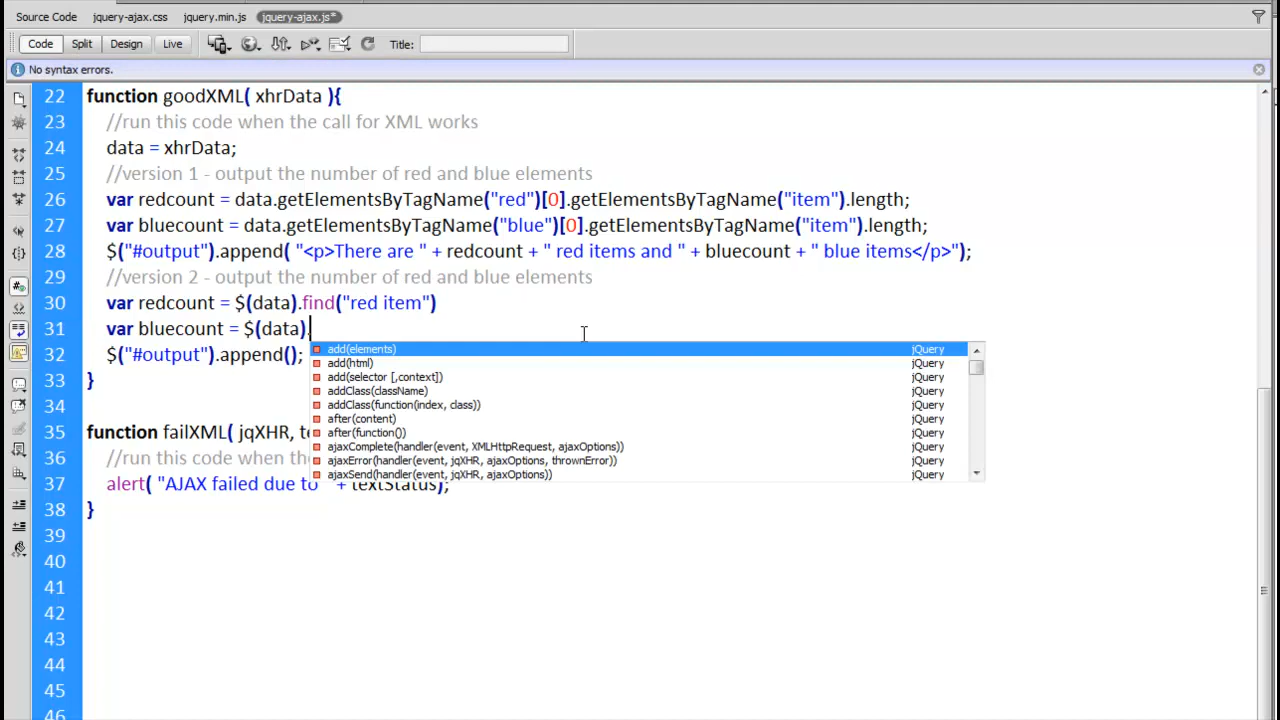 Source Code jquery-ajax.css jquery.min.js jquery-ajax.js*
Code Split Design Live Title:
No syntax errors.
22 function goodXML( xhrData ){
23 //run this code when the call for XML works
24 data = xhrData;
25 //version 1 - output the number of red and blue elements
26 var redcount = data.getElementsByTagName("red")[0].getElementsByTagName("item").length;
27 var bluecount = data.getElementsByTagName("blue")[0].getElementsByTagName("item").length;
28 $("#output").append( "<p>There are " + redcount + " red items and " + bluecount + " blue items</p>");
29 //version 2 - output the number of red and blue elements
30 var redcount = $(data).find("red item")
31 var bluecount = $(data).
add(elements) jQuery
32 $("#output").append();
add(html) jQuery
add(selector [,context]) jQuery
33 }
addClass(className) jQuery
34
addClass(function(index, class)) jQuery
after(content) jQuery
35 function failXML( jqXHR, te
after(function()) jQuery
ajaxComplete(handler(event, XMLHttpRequest, ajaxOptions)) jQuery
36 //run this code when th
ajaxError(handler(event, jqXHR, ajaxOptions, thrownError)) jQuery
ajaxSend(handler(event, jqXHR, ajaxOptions)) jQuery
37 alert( "AJAX failed due to " + textStatus);
38 }
39
40
41
42
43
44
45
46